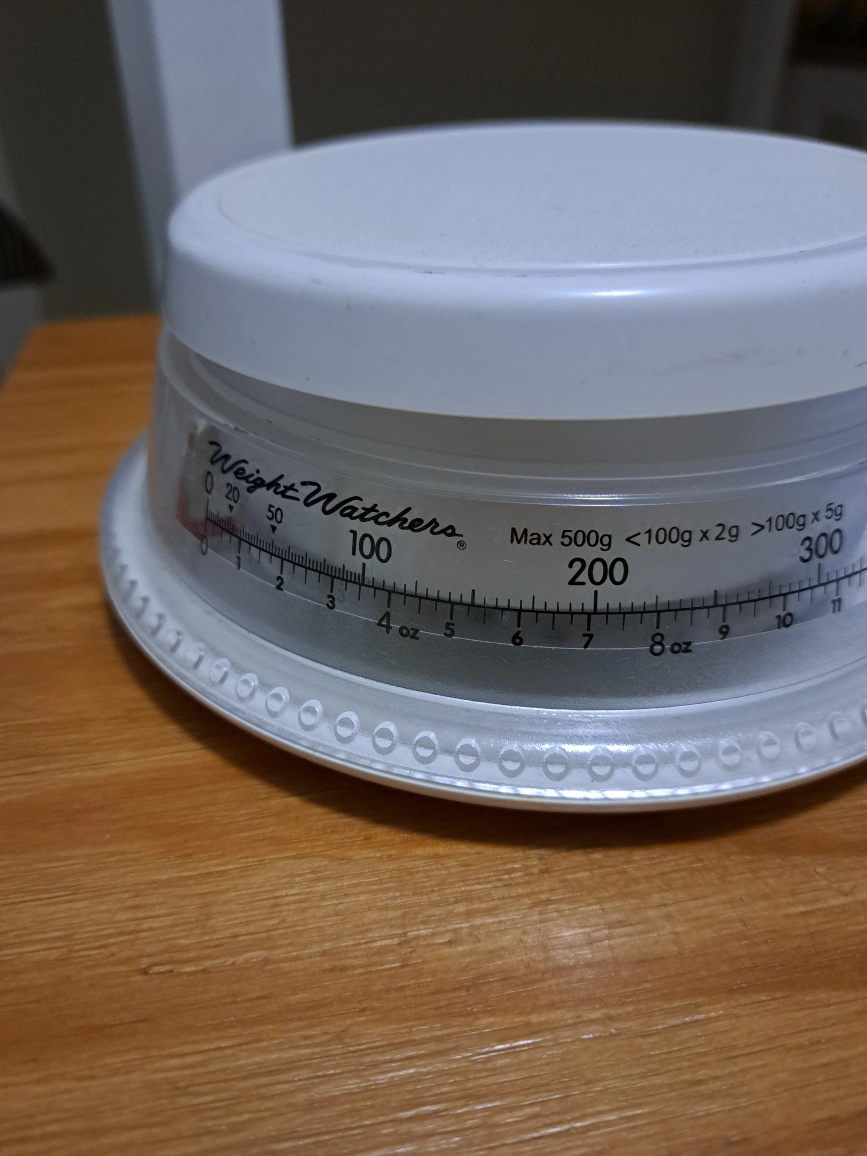 Weight Watchers®
Max 500g <100g x 2g >100g x 5g
0 20 50 100 200 300
0 1 2 3 4 oz 5 6 7 8 oz 9 10 11